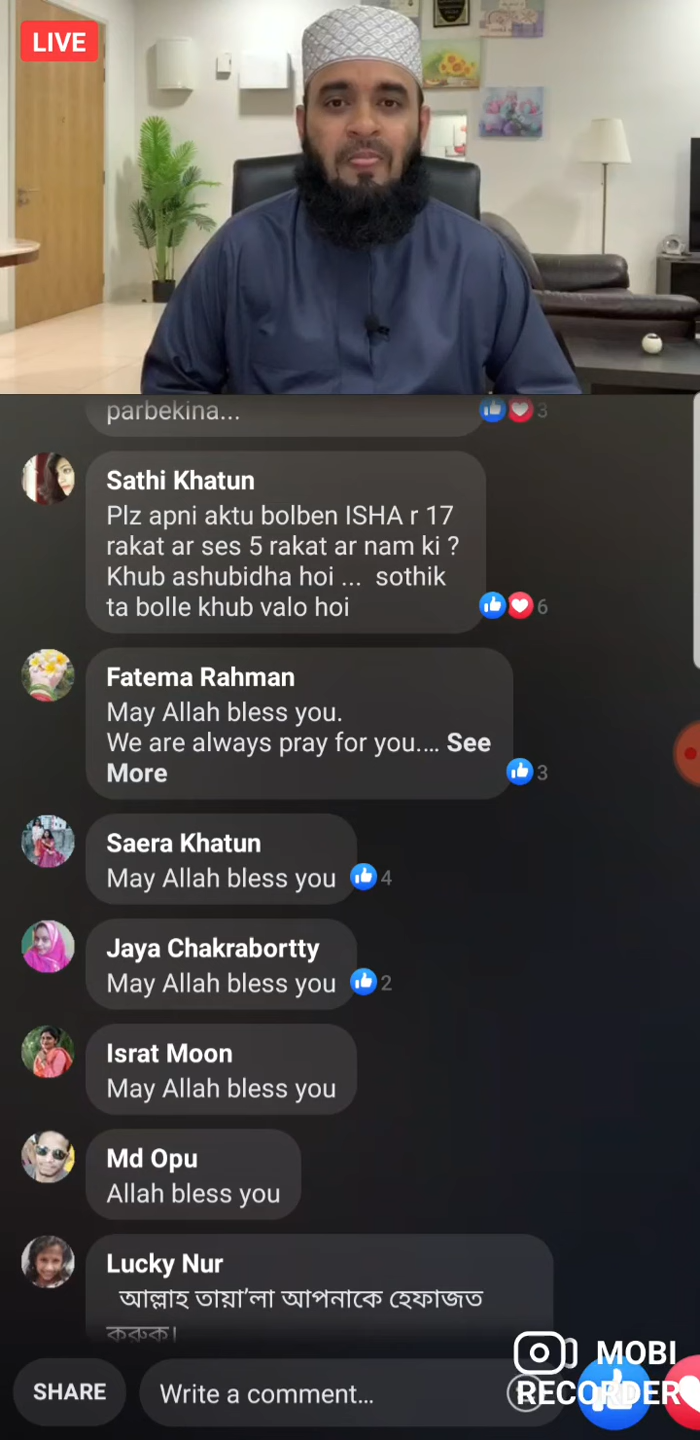 LIVE
parbekina...
3
Sathi Khatun
Plz apni aktu bolben ISHA r 17
rakat ar ses 5 rakat ar nam ki ?
Khub ashubidha hoi ... sothik
ta bolle khub valo hoi
6
Fatema Rahman
May Allah bless you.
We are always pray for you.... See
More
3
Saera Khatun
May Allah bless you
4
Jaya Chakrabortty
May Allah bless you
2
Israt Moon
May Allah bless you
Md Opu
Allah bless you
Lucky Nur
আল্লাহ তায়া'লা আপনাকে হেফাজত
করুক।
SHARE
Write a comment...
MOBI
RECORDER